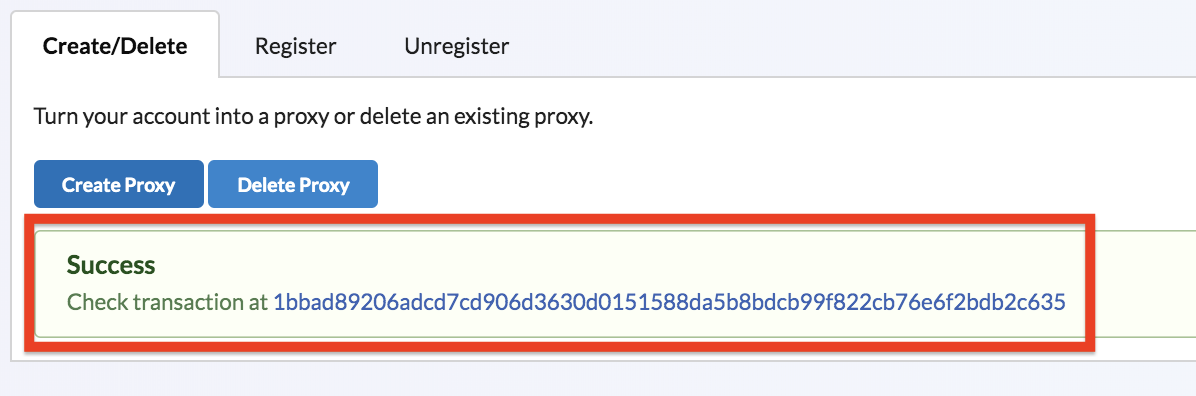 Create/Delete Register Unregister
Turn your account into a proxy or delete an existing proxy.
Create Proxy Delete Proxy
Success
Check transaction at 1bbad89206adcd7cd906d3630d0151588da5b8bdcb99f822cb76e6f2bdb2c635